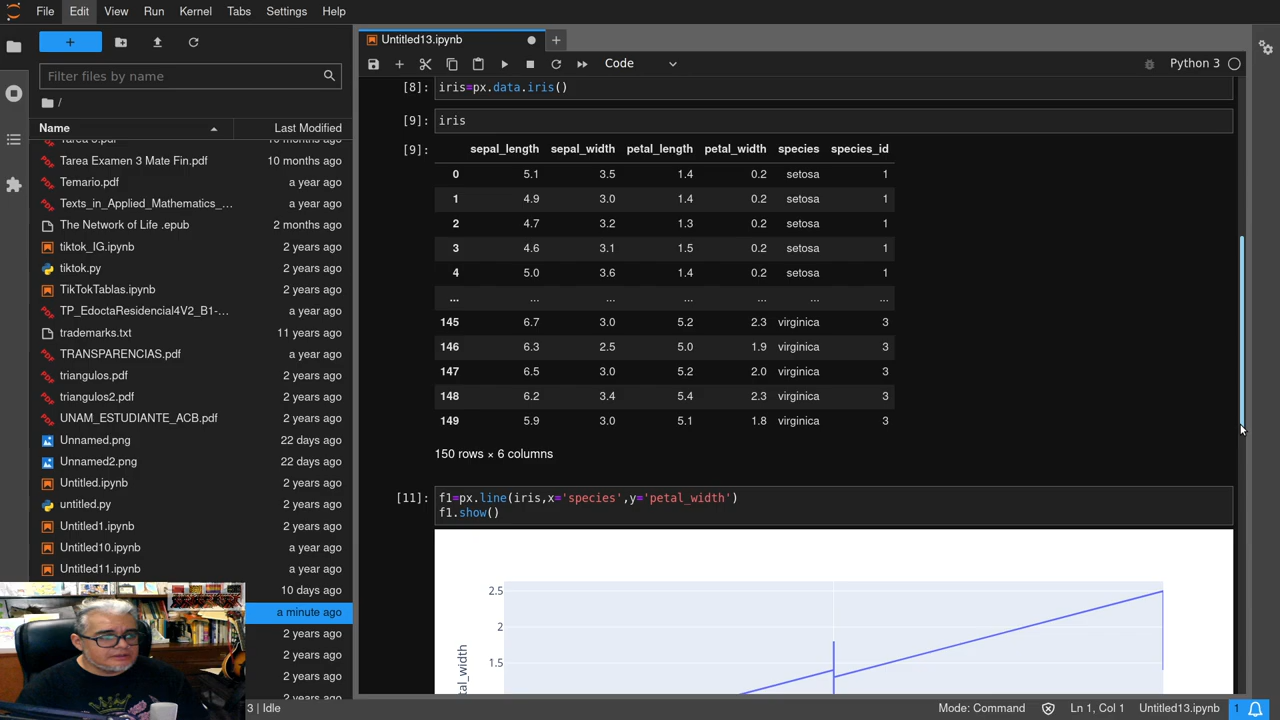 File Edit View Run Kernel Tabs Settings Help
Filter files by name
/
Name Last Modified
Tarea Examen 3 Mate Fin.pdf 10 months ago
Temario.pdf a year ago
Texts_in_Applied_Mathematics_... a year ago
The Network of Life .epub 2 months ago
tiktok_IG.ipynb 2 years ago
tiktok.py 2 years ago
TikTokTablas.ipynb 2 years ago
TP_EdoctaResidencial4V2_B1-... a year ago
trademarks.txt 11 years ago
TRANSPARENCIAS.pdf a year ago
triangulos.pdf 2 years ago
triangulos2.pdf 2 years ago
UNAM_ESTUDIANTE_ACB.pdf 2 years ago
Unnamed.png 22 days ago
Unnamed2.png 22 days ago
Untitled.ipynb 2 years ago
untitled.py 2 years ago
Untitled1.ipynb 2 years ago
Untitled10.ipynb a year ago
Untitled11.ipynb a year ago
10 days ago
a minute ago
2 years ago
2 years ago
2 years ago
Untitled13.ipynb
Code Python 3
[8]: iris=px.data.iris()
[9]: iris
[9]: sepal_length sepal_width petal_length petal_width species species_id
0 5.1 3.5 1.4 0.2 setosa 1
1 4.9 3.0 1.4 0.2 setosa 1
2 4.7 3.2 1.3 0.2 setosa 1
3 4.6 3.1 1.5 0.2 setosa 1
4 5.0 3.6 1.4 0.2 setosa 1
... ... ... ... ... ... ...
145 6.7 3.0 5.2 2.3 virginica 3
146 6.3 2.5 5.0 1.9 virginica 3
147 6.5 3.0 5.2 2.0 virginica 3
148 6.2 3.4 5.4 2.3 virginica 3
149 5.9 3.0 5.1 1.8 virginica 3
150 rows × 6 columns
[11]: f1=px.line(iris,x='species',y='petal_width')
f1.show()
2.5
2
1.5
tal_width
3 | Idle Mode: Command Ln 1, Col 1 Untitled13.ipynb 1